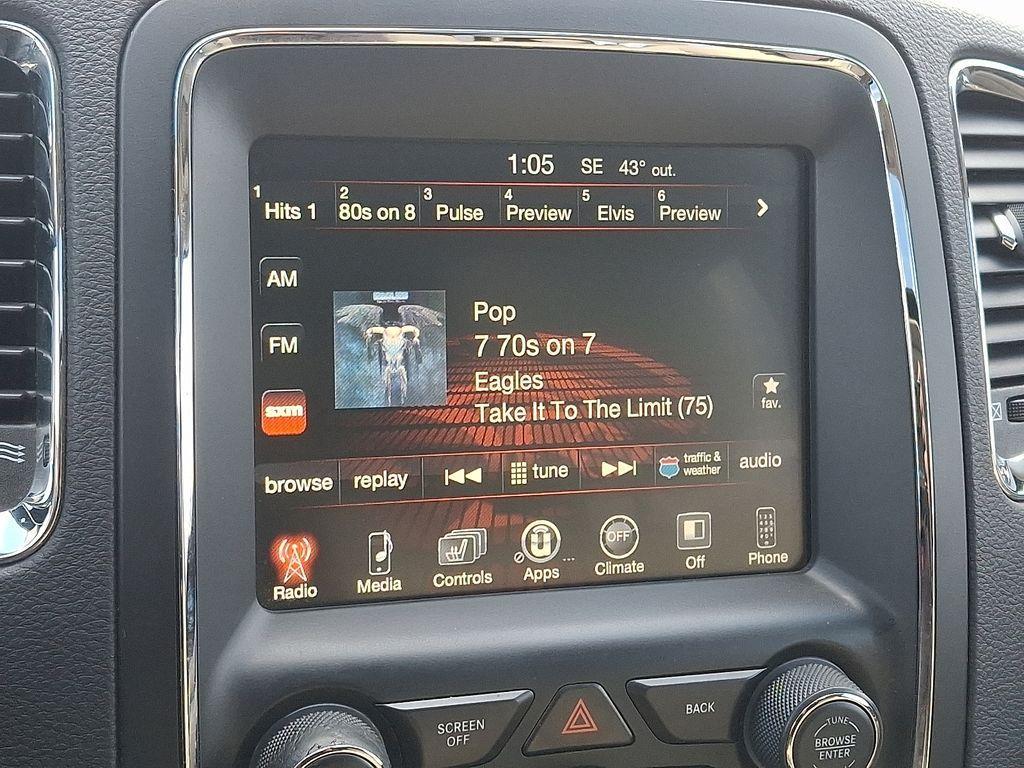 1:05 SE 43° out.
1 Hits 1 2 80s on 8 3 Pulse 4 Preview 5 Elvis 6 Preview
AM
FM
sxm
Pop
7 70s on 7
Eagles
Take It To The Limit (75)
fav.
browse replay tune traffic & weather audio
OFF
Radio Media Controls Apps Climate Off Phone
SCREEN OFF
BACK
TUNE
BROWSE
ENTER